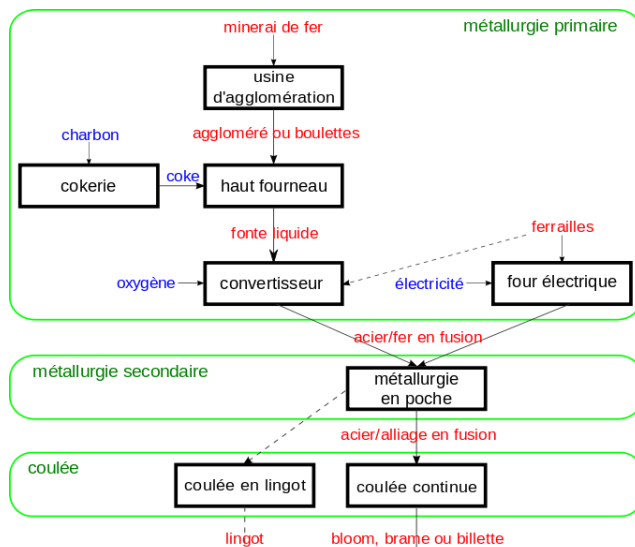 minerai de fer
métallurgie primaire
usine
d'agglomération
charbon
aggloméré ou boulettes
cokerie
coke
haut fourneau
fonte liquide
ferrailles
oxygène
convertisseur
électricité
four électrique
acier/fer en fusion
métallurgie secondaire
métallurgie
en poche
acier/alliage en fusion
coulée
coulée en lingot
coulée continue
lingot
bloom, brame ou billette